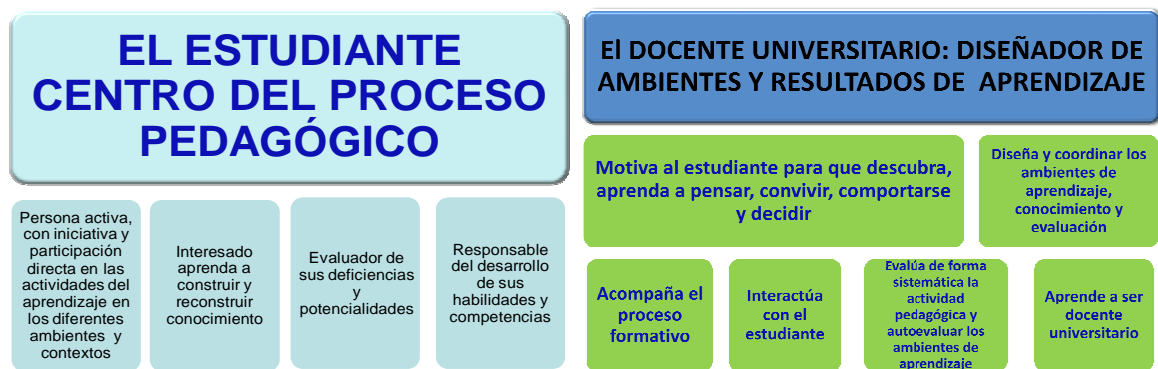 EL ESTUDIANTE
CENTRO DEL PROCESO
PEDAGÓGICO
Persona activa,
con iniciativa y
participación
directa en las
actividades del
aprendizaje en
los diferentes
ambientes y
contextos
Interesado
aprenda a
construir y
reconstruir
conocimiento
Evaluador de
sus deficiencias
y
potencialidades
Responsable
del desarrollo
de sus
habilidades y
competencias
El DOCENTE UNIVERSITARIO: DISEÑADOR DE
AMBIENTES Y RESULTADOS DE APRENDIZAJE
Motiva al estudiante para que descubra,
aprenda a pensar, convivir, comportarse
y decidir
Diseña y coordinar los
ambientes de
aprendizaje,
conocimiento y
evaluación
Acompaña el
proceso
formativo
Interactúa
con el
estudiante
Evalúa de forma
sistemática la
actividad
pedagógica y
autoevaluar los
ambientes de
aprendizaje
Aprende a ser
docente
universitario